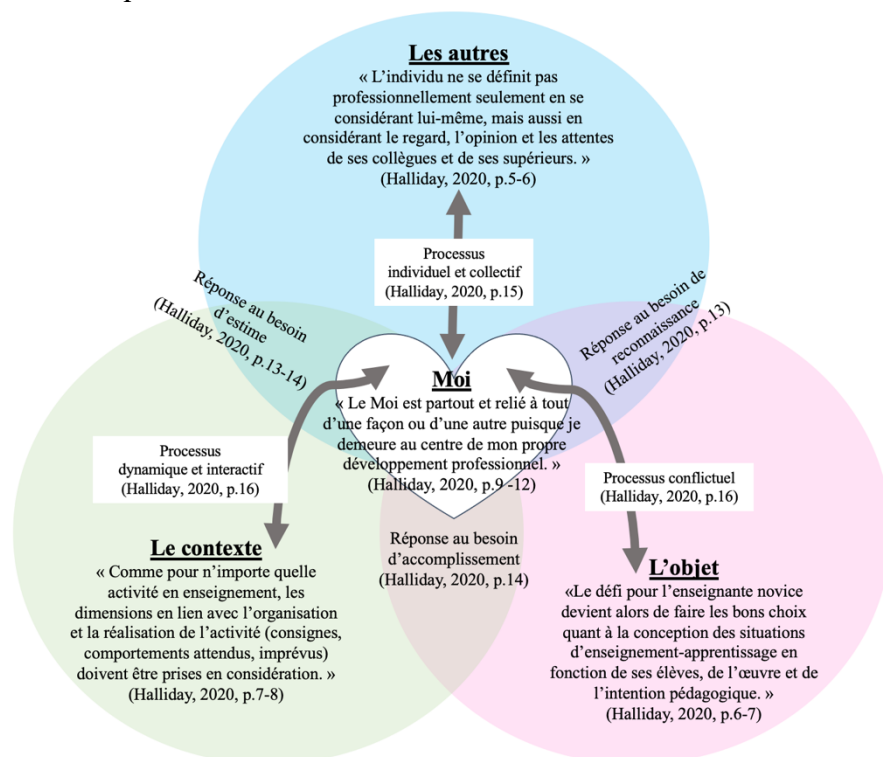 Les autres
« L’individu ne se définit pas
professionnellement seulement en se
considérant lui-même, mais aussi en
considérant le regard, l’opinion et les attentes
de ses collègues et de ses supérieurs. »
(Halliday, 2020, p.5-6)
Processus
individuel et collectif
(Halliday, 2020, p.15)
Réponse au besoin
d’estime
(Halliday, 2020, p.13-14)
Réponse au besoin de
reconnaissance
(Halliday, 2020, p.13)
Moi
« Le Moi est partout et relié à tout
d’une façon ou d’une autre puisque je
demeure au centre de mon propre
développement professionnel. »
(Halliday, 2020, p.9 -12)
Processus
dynamique et interactif
(Halliday, 2020, p.16)
Processus conflictuel
(Halliday, 2020, p.16)
Réponse au besoin
d’accomplissement
(Halliday, 2020, p.14)
Le contexte
« Comme pour n’importe quelle
activité en enseignement, les
dimensions en lien avec l’organisation
et la réalisation de l’activité (consignes,
comportements attendus, imprévus)
doivent être prises en considération. »
(Halliday, 2020, p.7-8)
L’objet
«Le défi pour l’enseignante novice
devient alors de faire les bons choix
quant à la conception des situations
d’enseignement-apprentissage en
fonction de ses élèves, de l’œuvre et de
l’intention pédagogique. »
(Halliday, 2020, p.6-7)